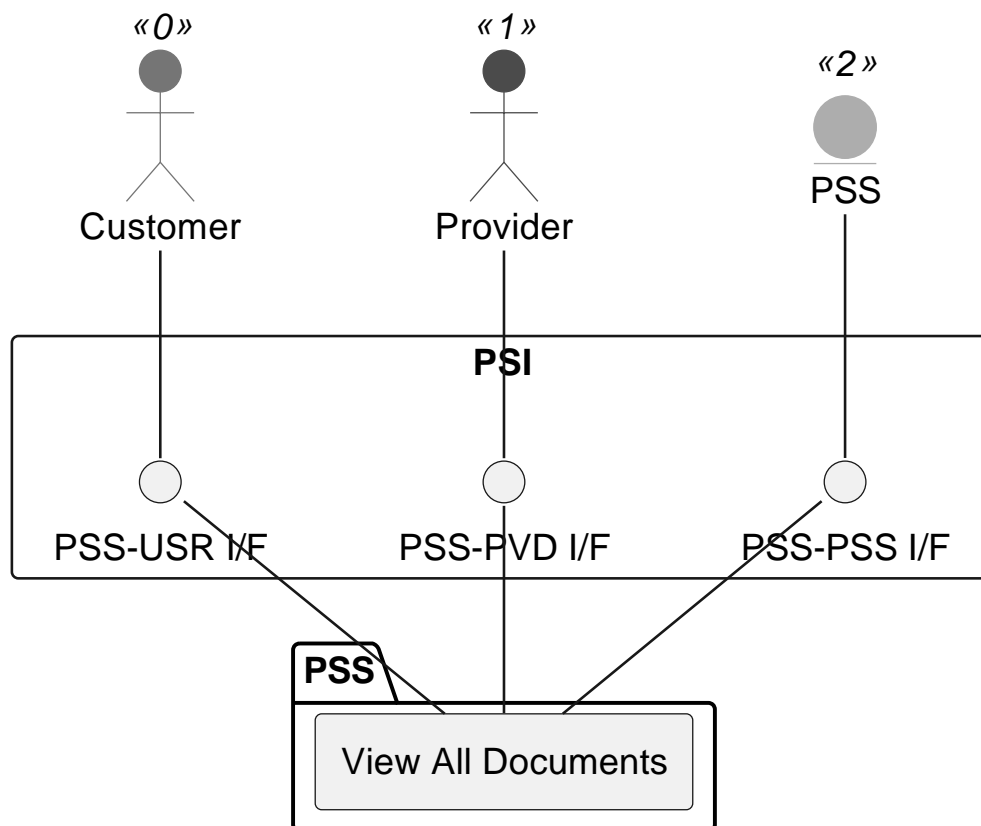 «0»
«1»
«2»
Customer
Provider
PSS
PSI
PSS-USR I/F
PSS-PVD I/F
PSS-PSS I/F
PSS
View All Documents